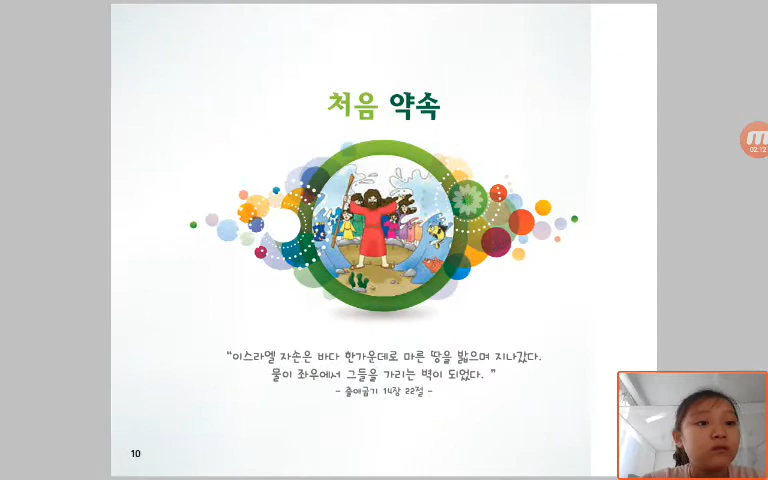 처음 약속
02:12
"이스라엘 자손은 바다 한가운데로 마른 땅을 밟으며 지나갔다.
물이 좌우에서 그들을 가리는 벽이 되었다. "
- 출애굽기 14장 22절 -
10